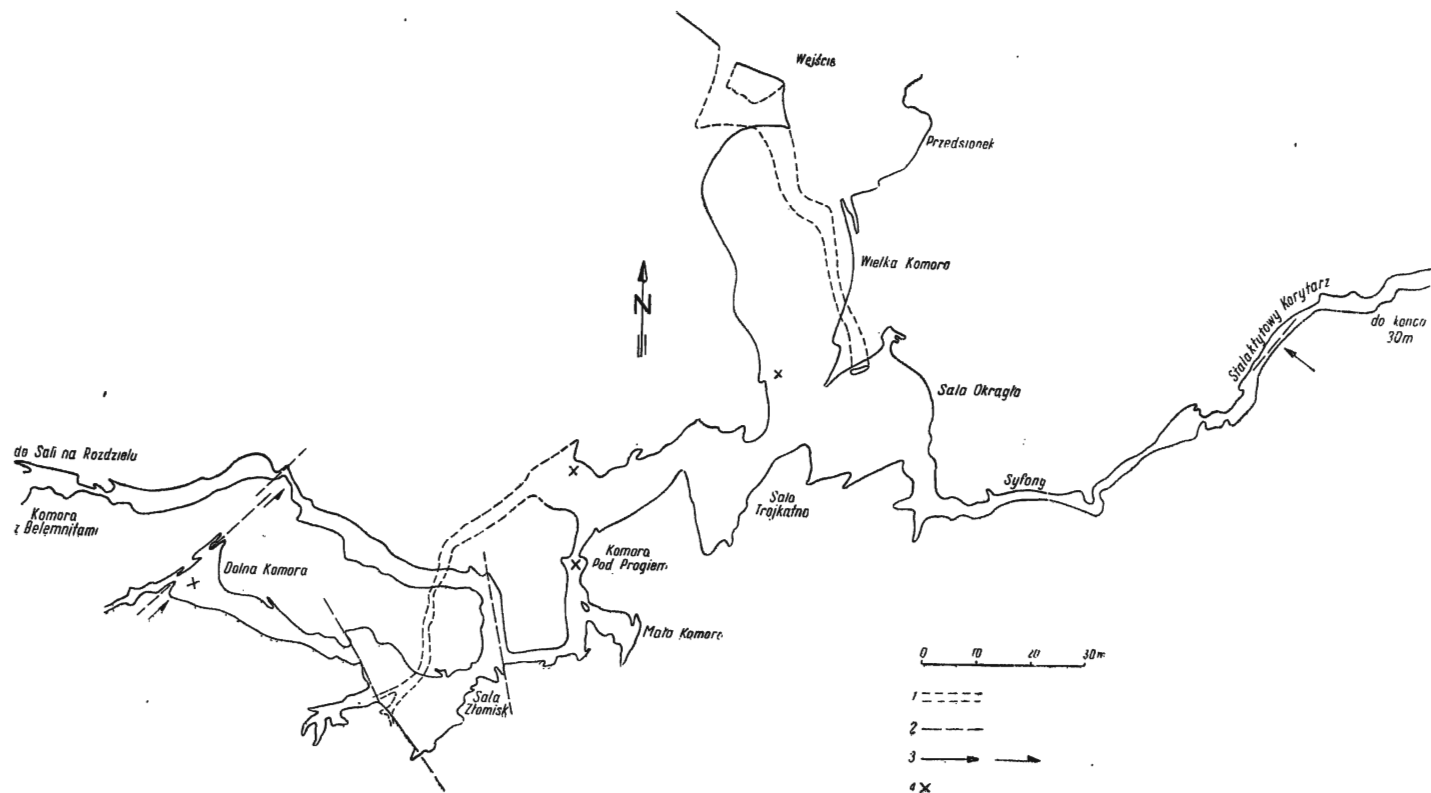 Wejście
Przedsionek
Wielka Komora
N
Stalaktytowy Korytarz
do końca
30m
Sala Okrągła
do Sali na Rozdzielu
Komora
z Belemnitami
Syfony
Sala
Trójkątna
Komora
Pod Progiem
Dolna Komora
Mała Komora
Sala
Złomisk
0 10 20 30m
1
2
3
4